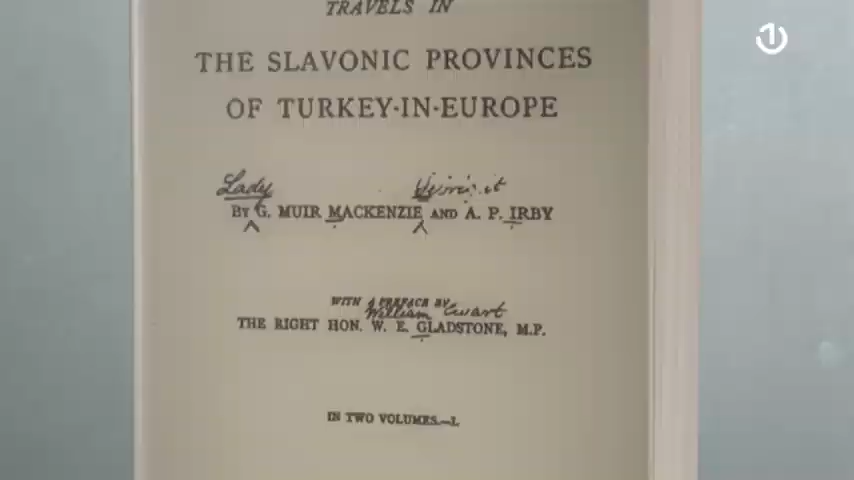 TRAVELS IN
THE SLAVONIC PROVINCES
OF TURKEY-IN-EUROPE
Lady
BY G. MUIR MACKENZIE AND A. P. IRBY
WITH A PREFACE BY
William Ewart
THE RIGHT HON. W. E. GLADSTONE, M.P.
IN TWO VOLUMES.—I.
1